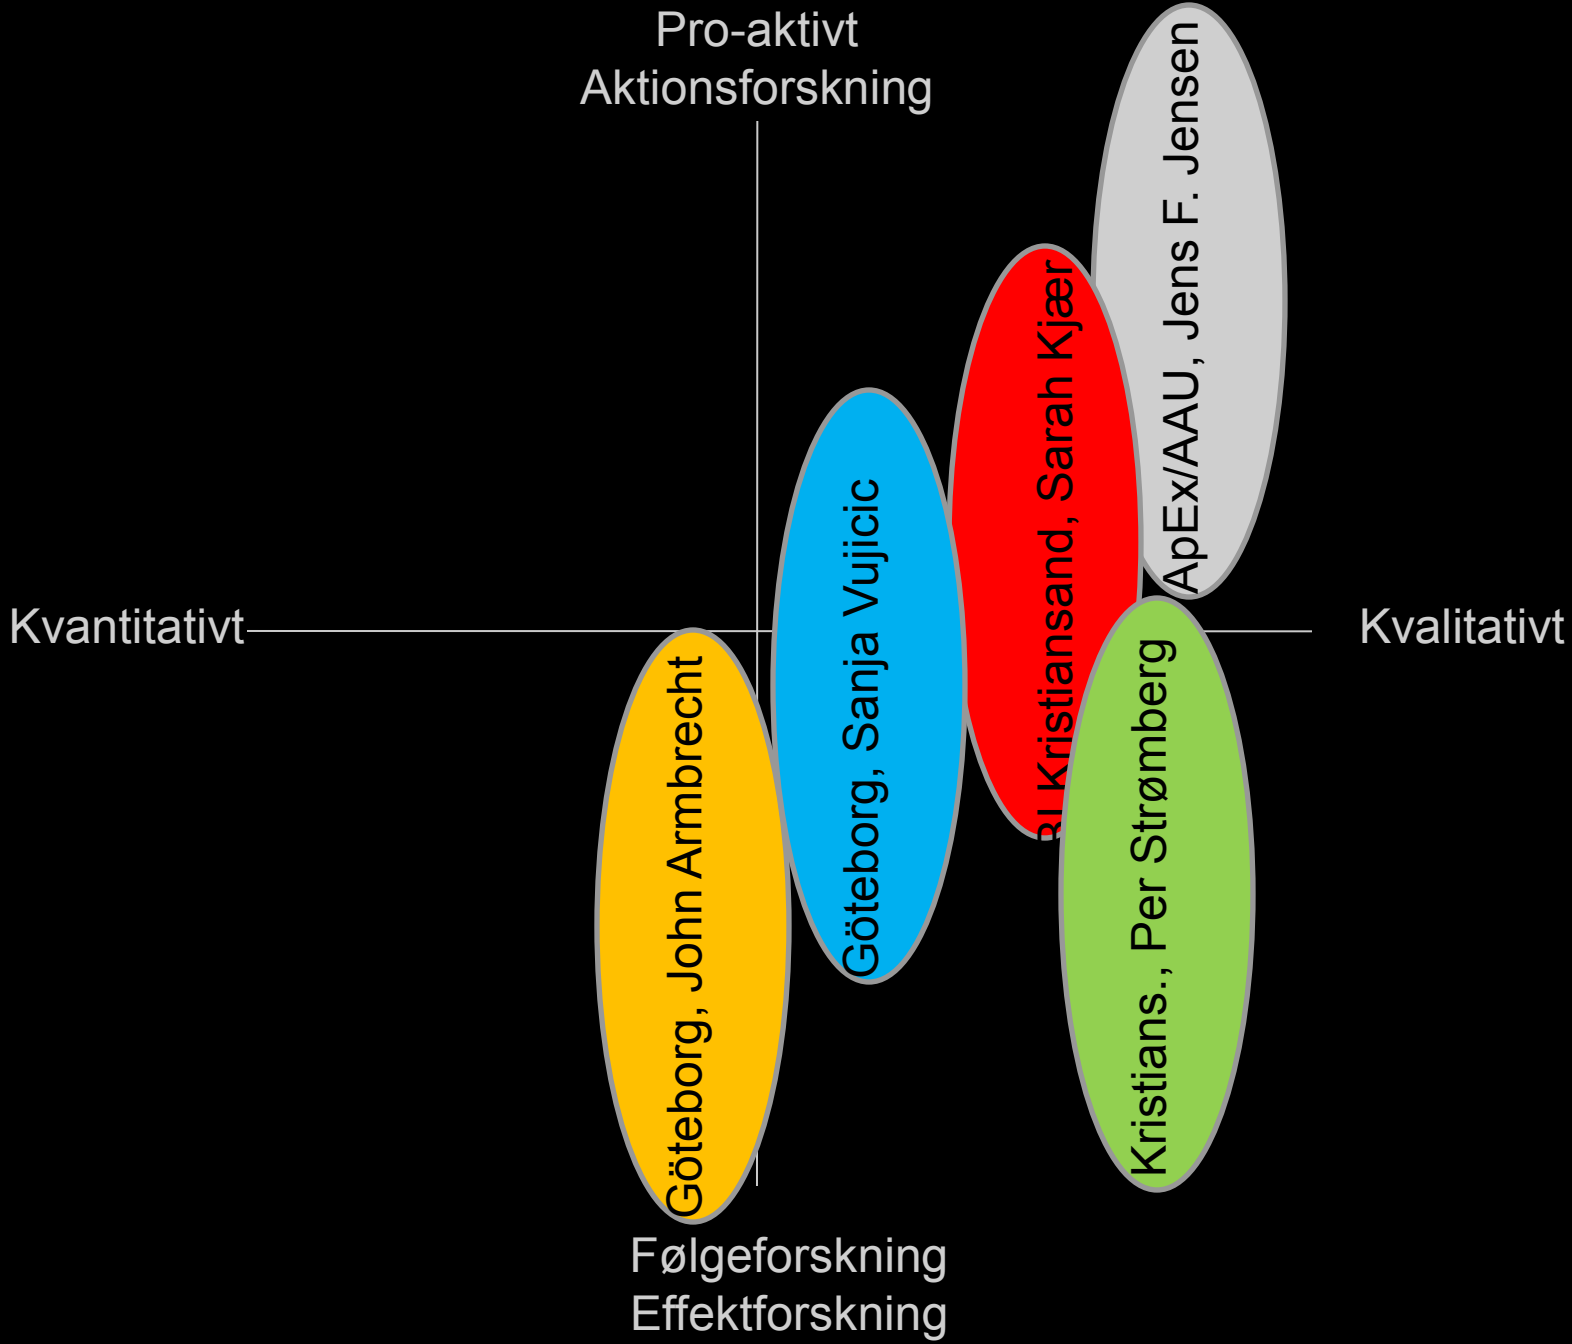 Pro-aktivt
Aktionsforskning
ApEx/AAU, Jens F. Jensen
Kristiansand, Sarah Kjær
Göteborg, Sanja Vujicic
Kvantitativt
Kvalitativt
Göteborg, John Armbrecht
Kristians., Per Strømberg
Følgeforskning
Effektforskning